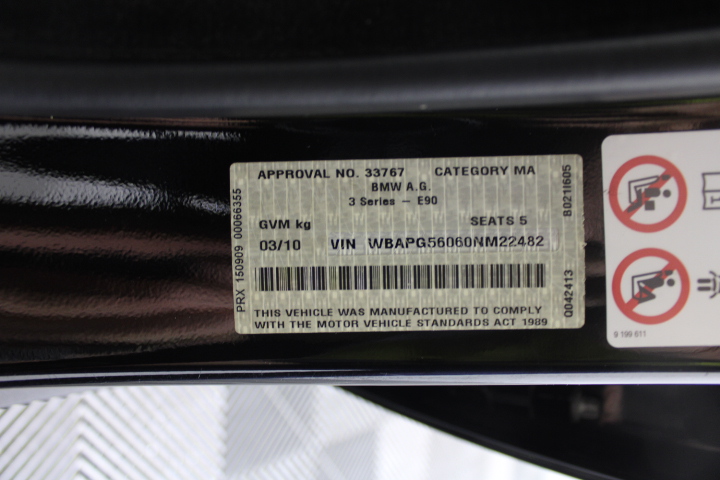 APPROVAL NO. 33767 CATEGORY MA
BMW A.G.
3 Series - E90
GVM kg SEATS 5
03/10 VIN WBAPG56060NM22482
THIS VEHICLE WAS MANUFACTURED TO COMPLY
WITH THE MOTOR VEHICLE STANDARDS ACT 1989
PRX 150909 00066355
B021I605
Q042413
9 199 611